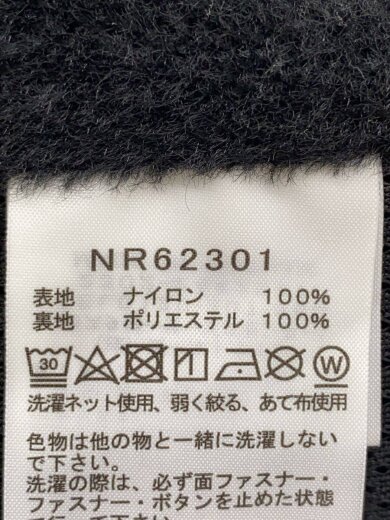 NR62301
表地 ナイロン 100%
裏地 ポリエステル 100%
30 W
洗濯ネット使用、弱く絞る、あて布使用
色物は他の物と一緒に洗濯しない
で下さい。
洗濯の際は、必ず面ファスナー・
ファスナー・ボタンを止めた状態